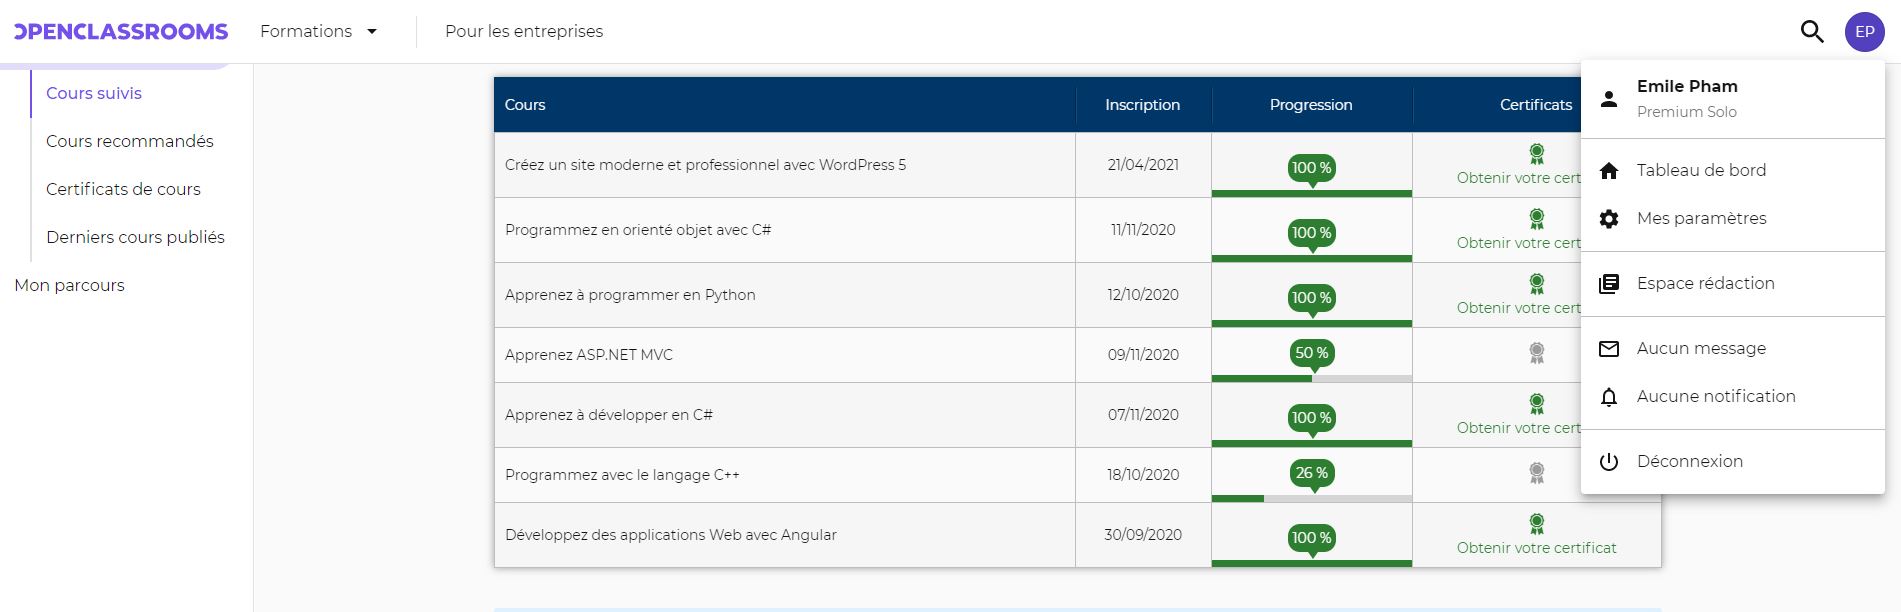 OPENCLASSROOMS
Formations
Pour les entreprises
EP
Cours suivis
Cours recommandés
Certificats de cours
Derniers cours publiés
Mon parcours
Cours Inscription Progression Certificats
Créez un site moderne et professionnel avec WordPress 5 21/04/2021 100 % Obtenir votre cert
Programmez en orienté objet avec C# 11/11/2020 100 % Obtenir votre cert
Apprenez à programmer en Python 12/10/2020 100 % Obtenir votre cert
Apprenez ASP.NET MVC 09/11/2020 50 %
Apprenez à développer en C# 07/11/2020 100 % Obtenir votre cert
Programmez avec le langage C++ 18/10/2020 26 %
Développez des applications Web avec Angular 30/09/2020 100 % Obtenir votre certificat
Emile Pham
Premium Solo
Tableau de bord
Mes paramètres
Espace rédaction
Aucun message
Aucune notification
Déconnexion